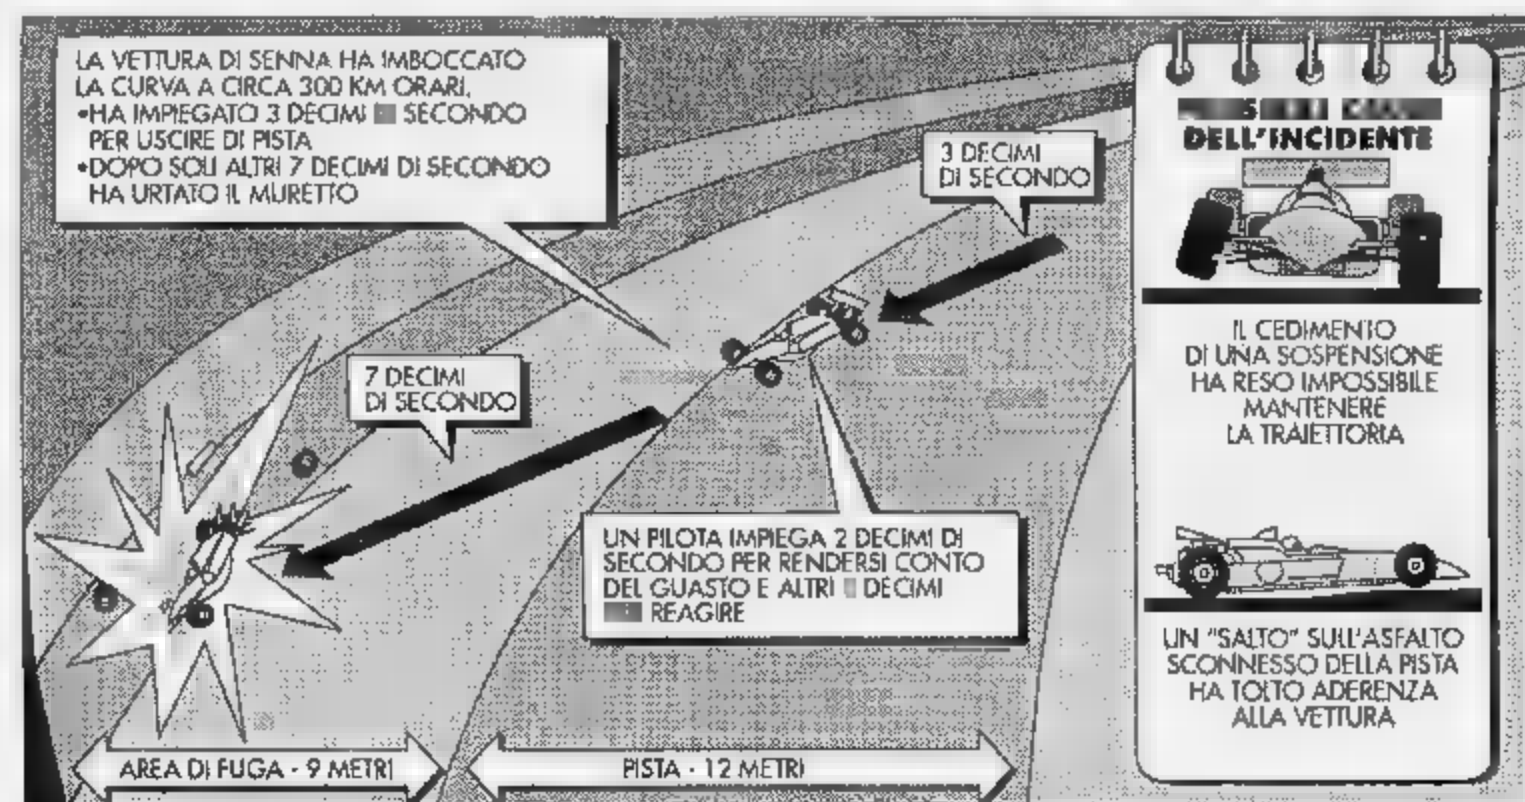 LA VETTURA DI SENNA HA IMBOCCATO
LA CURVA A CIRCA 300 KM ORARI.
•HA IMPIEGATO 3 DECIMI SECONDO
PER USCIRE DI PISTA
•DOPO SOLI ALTRI 7 DECIMI DI SECONDO
HA URTATO IL MURETTO
3 DECIMI
DI SECONDO
7 DECIMI
DI SECONDO
UN PILOTA IMPIEGA 2 DECIMI DI
SECONDO PER RENDERSI CONTO
DEL GUASTO E ALTRI DECIMI
REAGIRE
AREA DI FUGA - 9 METRI
PISTA - 12 METRI
DELL'INCIDENTE
IL CEDIMENTO
DI UNA SOSPENSIONE
HA RESO IMPOSSIBILE
MANTENERE
LA TRAIETTORIA
UN "SALTO" SULL'ASFALTO
SCONNESSO DELLA PISTA
HA TOLTO ADERENZA
ALLA VETTURA